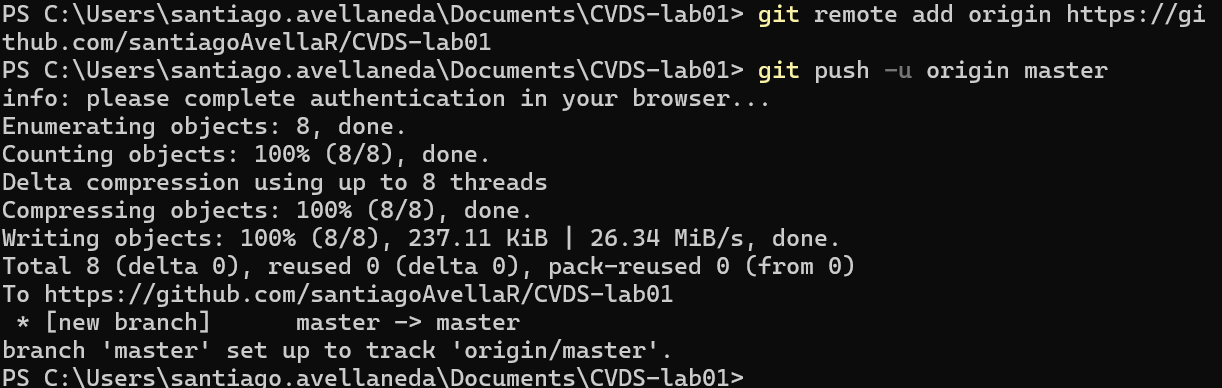 PS C:\Users\santiago.avellaneda\Documents\CVDS-lab01> git remote add origin https://gi
thub.com/santiagoAvellaR/CVDS-lab01
PS C:\Users\santiago.avellaneda\Documents\CVDS-lab01> git push -u origin master
info: please complete authentication in your browser...
Enumerating objects: 8, done.
Counting objects: 100% (8/8), done.
Delta compression using up to 8 threads
Compressing objects: 100% (8/8), done.
Writing objects: 100% (8/8), 237.11 KiB | 26.34 MiB/s, done.
Total 8 (delta 0), reused 0 (delta 0), pack-reused 0 (from 0)
To https://github.com/santiagoAvellaR/CVDS-lab01
 * [new branch]      master -> master
branch 'master' set up to track 'origin/master'.
PS C:\Users\santiago.avellaneda\Documents\CVDS-lab01>